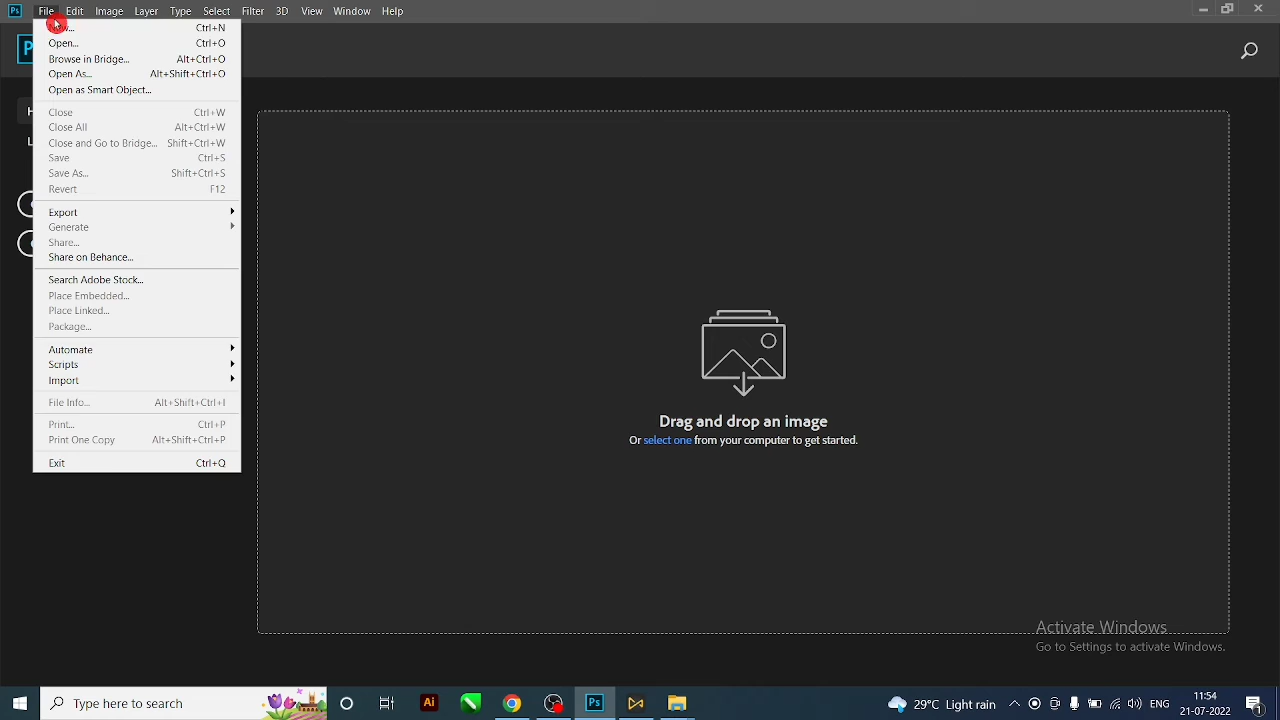 Ps File Edit Image Layer Type Select Filter 3D View Window Help
Ctrl+N
Open... Ctrl+O
Browse in Bridge... Alt+Ctrl+O
Open As... Alt+Shift+Ctrl+O
Open as Smart Object...
Close Ctrl+W
Close All Alt+Ctrl+W
Close and Go to Bridge... Shift+Ctrl+W
Save Ctrl+S
Save As... Shift+Ctrl+S
Revert F12
Export
Generate
Share...
Share on Behance...
Search Adobe Stock...
Place Embedded...
Place Linked...
Package...
Automate
Scripts
Import
File Info... Alt+Shift+Ctrl+I
Print... Ctrl+P
Print One Copy Alt+Shift+Ctrl+P
Exit Ctrl+Q
Drag and drop an image
Or select one from your computer to get started.
Activate Windows
Go to Settings to activate Windows.
Type here to search
Ai
Ps
29°C Light rain
ENG
11:54
21-07-2022